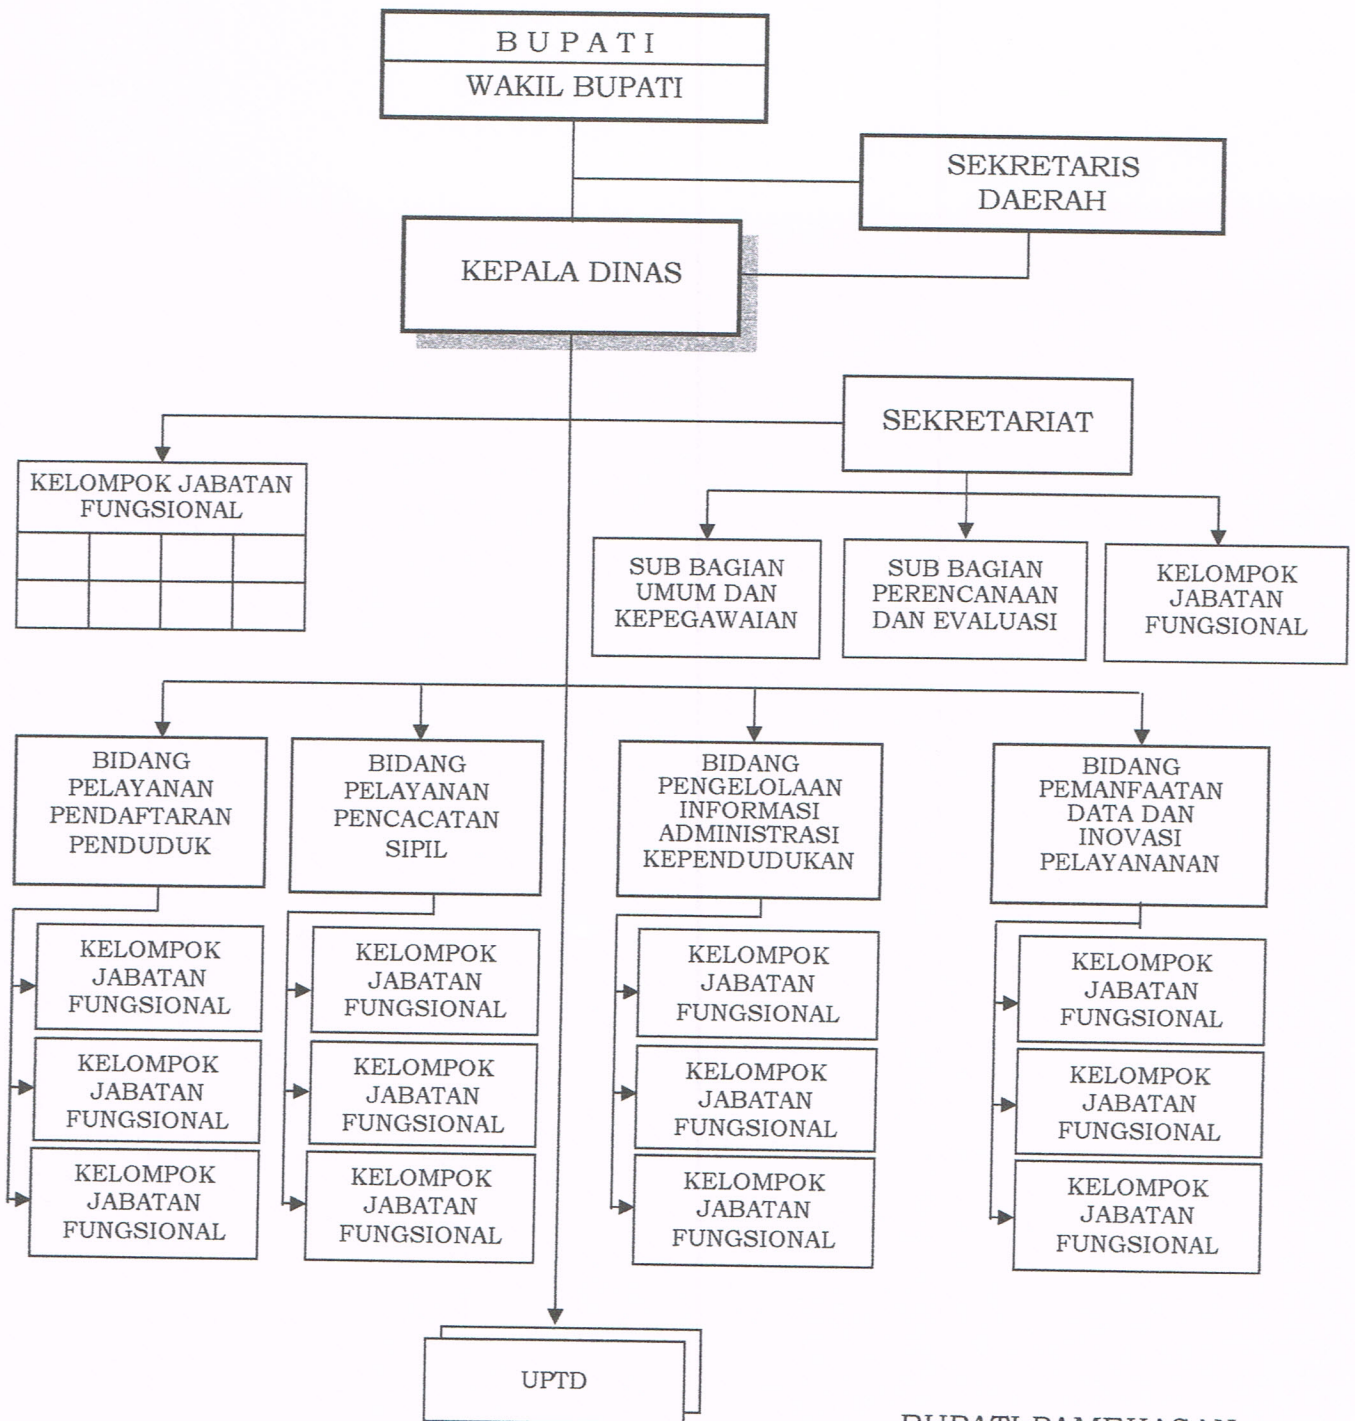 B U P A T I
WAKIL BUPATI
SEKRETARIS
DAERAH
KEPALA DINAS
SEKRETARIAT
KELOMPOK JABATAN
FUNGSIONAL
SUB BAGIAN
UMUM DAN
KEPEGAWAIAN
SUB BAGIAN
PERENCANAAN
DAN EVALUASI
KELOMPOK
JABATAN
FUNGSIONAL
BIDANG
PELAYANAN
PENDAFTARAN
PENDUDUK
BIDANG
PELAYANAN
PENCACATAN
SIPIL
BIDANG
PENGELOLAAN
INFORMASI
ADMINISTRASI
KEPENDUDUKAN
BIDANG
PEMANFAATAN
DATA DAN
INOVASI
PELAYANANAN
KELOMPOK
JABATAN
FUNGSIONAL
KELOMPOK
JABATAN
FUNGSIONAL
KELOMPOK
JABATAN
FUNGSIONAL
KELOMPOK
JABATAN
FUNGSIONAL
KELOMPOK
JABATAN
FUNGSIONAL
KELOMPOK
JABATAN
FUNGSIONAL
KELOMPOK
JABATAN
FUNGSIONAL
KELOMPOK
JABATAN
FUNGSIONAL
KELOMPOK
JABATAN
FUNGSIONAL
KELOMPOK
JABATAN
FUNGSIONAL
KELOMPOK
JABATAN
FUNGSIONAL
KELOMPOK
JABATAN
FUNGSIONAL
UPTD
BUPATI PAMEKASAN